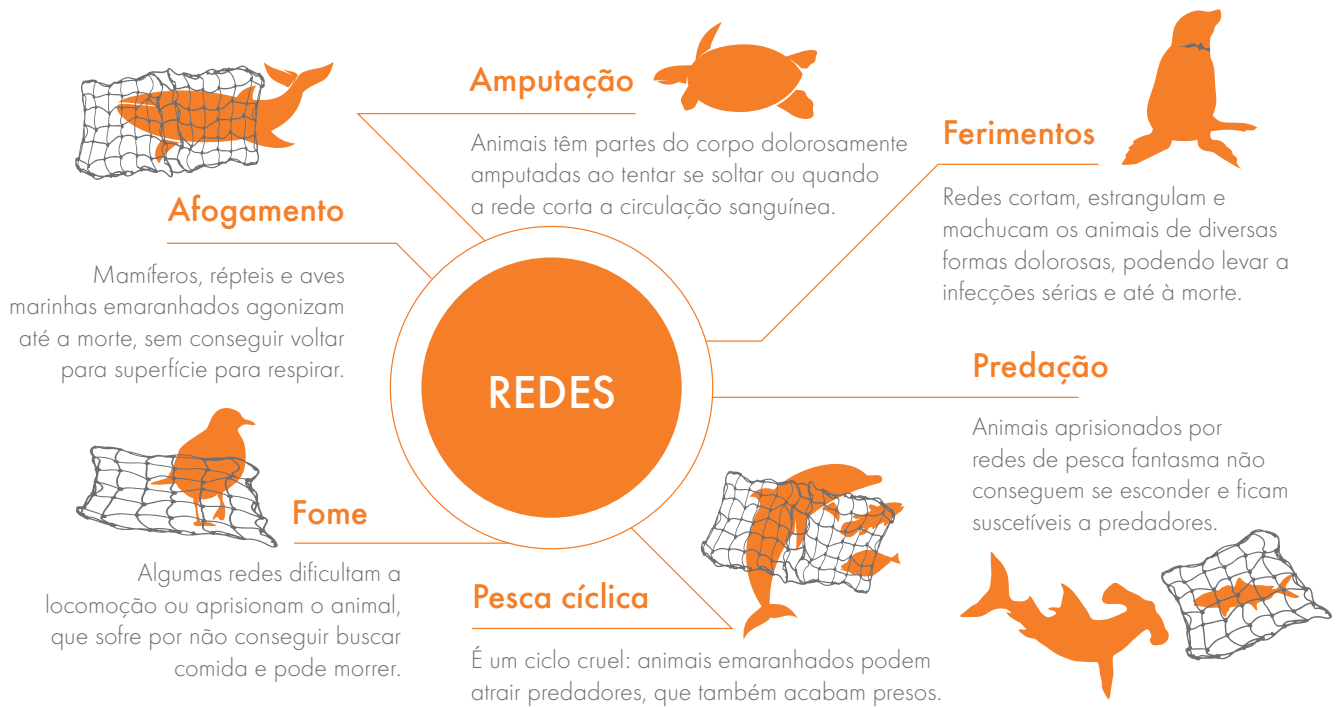 Amputação
Animais têm partes do corpo dolorosamente
amputadas ao tentar se soltar ou quando
a rede corta a circulação sanguínea.
Ferimentos
Redes cortam, estrangulam e
machucam os animais de diversas
formas dolorosas, podendo levar a
infecções sérias e até à morte.
Afogamento
Mamíferos, répteis e aves
marinhas emaranhados agonizam
até a morte, sem conseguir voltar
para superfície para respirar.
REDES
Predação
Animais aprisionados por
redes de pesca fantasma não
conseguem se esconder e ficam
suscetíveis a predadores.
Fome
Algumas redes dificultam a
locomoção ou aprisionam o animal,
que sofre por não conseguir buscar
comida e pode morrer.
Pesca cíclica
É um ciclo cruel: animais emaranhados podem
atrair predadores, que também acabam presos.